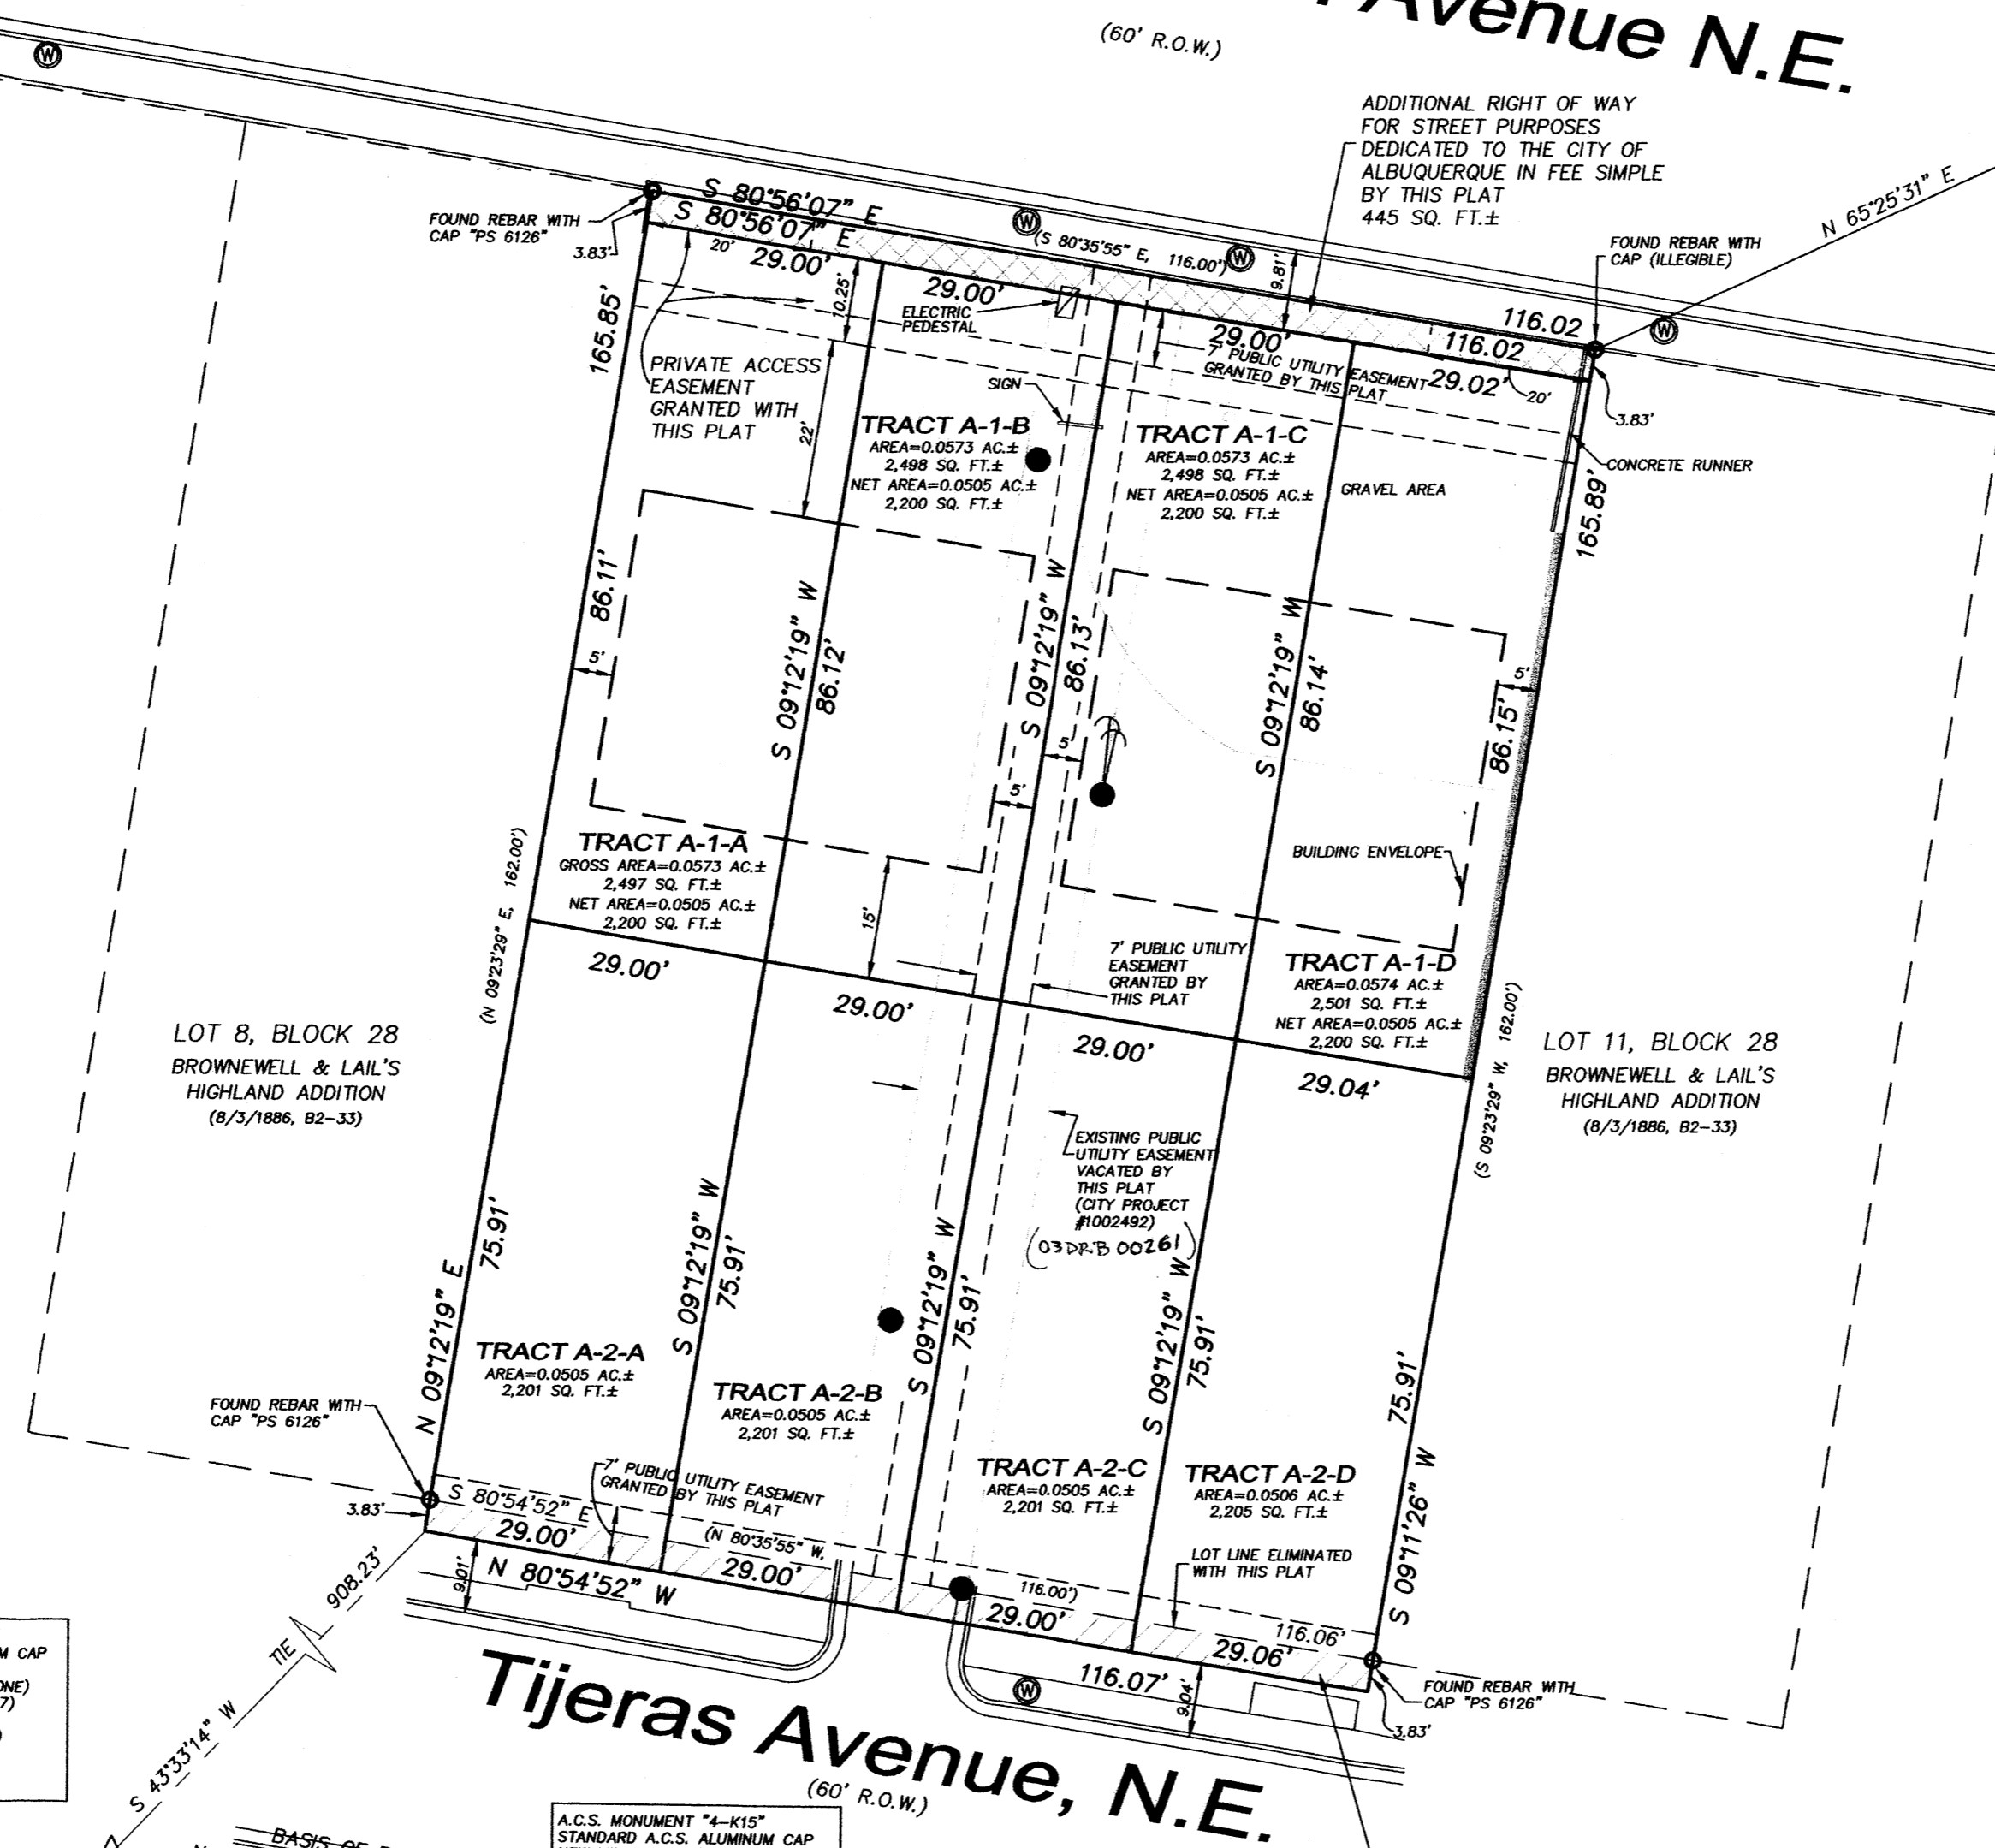 Avenue N.E.
(60' R.O.W.)
ADDITIONAL RIGHT OF WAY
FOR STREET PURPOSES
DEDICATED TO THE CITY OF
ALBUQUERQUE IN FEE SIMPLE
BY THIS PLAT
445 SQ. FT.±
N 65°25'31" E
FOUND REBAR WITH
CAP "PS 6126"
3.83'
S 80°56'07" E
S 80°56'07" E
(S 80°35'55" E, 116.00')
9.81'
FOUND REBAR WITH
CAP (ILLEGIBLE)
116.02
116.02
20'
29.00'
10.25'
29.00'
29.00'
29.02'
20'
3.83'
ELECTRIC
PEDESTAL
7' PUBLIC UTILITY EASEMENT
GRANTED BY THIS PLAT
SIGN
CONCRETE RUNNER
165.85'
165.89'
PRIVATE ACCESS
EASEMENT
GRANTED WITH
THIS PLAT
22'
TRACT A-1-B
AREA=0.0573 AC.±
2,498 SQ. FT.±
NET AREA=0.0505 AC.±
2,200 SQ. FT.±
TRACT A-1-C
AREA=0.0573 AC.±
2,498 SQ. FT.±
NET AREA=0.0505 AC.±
2,200 SQ. FT.±
GRAVEL AREA
86.11'
5'
S 09°12'19" W
86.12'
S 09°12'19" W
86.13'
5'
5'
S 09°12'19" W
86.14'
86.15'
5'
BUILDING ENVELOPE
TRACT A-1-A
GROSS AREA=0.0573 AC.±
2,497 SQ. FT.±
NET AREA=0.0505 AC.±
2,200 SQ. FT.±
15'
(N 09°23'29" E, 162.00')
7' PUBLIC UTILITY
EASEMENT
GRANTED BY
THIS PLAT
TRACT A-1-D
AREA=0.0574 AC.±
2,501 SQ. FT.±
NET AREA=0.0505 AC.±
2,200 SQ. FT.±
(S 09°23'29" W, 162.00')
29.00'
29.00'
29.00'
29.04'
LOT 8, BLOCK 28
BROWNEWELL & LAIL'S
HIGHLAND ADDITION
(8/3/1886, B2-33)
LOT 11, BLOCK 28
BROWNEWELL & LAIL'S
HIGHLAND ADDITION
(8/3/1886, B2-33)
EXISTING PUBLIC
UTILITY EASEMENT
VACATED BY
THIS PLAT
(CITY PROJECT
#1002492)
(03DRB 00261)
N 09°12'19" E
75.91'
S 09°12'19" W
75.91'
S 09°12'19" W
75.91'
S 09°12'19" W
75.91'
75.91'
S 09°11'26" W
TRACT A-2-A
AREA=0.0505 AC.±
2,201 SQ. FT.±
TRACT A-2-B
AREA=0.0505 AC.±
2,201 SQ. FT.±
TRACT A-2-C
AREA=0.0505 AC.±
2,201 SQ. FT.±
TRACT A-2-D
AREA=0.0506 AC.±
2,205 SQ. FT.±
FOUND REBAR WITH
CAP "PS 6126"
3.83'
7' PUBLIC UTILITY EASEMENT
GRANTED BY THIS PLAT
S 80°54'52" E
29.00'
(N 80°35'55" W,
116.00')
29.00'
29.00'
LOT LINE ELIMINATED
WITH THIS PLAT
116.06'
29.06'
N 80°54'52" W
116.07'
9.01'
9.04'
FOUND REBAR WITH
CAP "PS 6126"
3.83'
908.23'
TIE
S 43°33'14" W
Tijeras Avenue, N.E.
(60' R.O.W.)
W
W
W
W
W
CAP
A.C.S. MONUMENT "4-K15"
STANDARD A.C.S. ALUMINUM CAP
BASIS OF